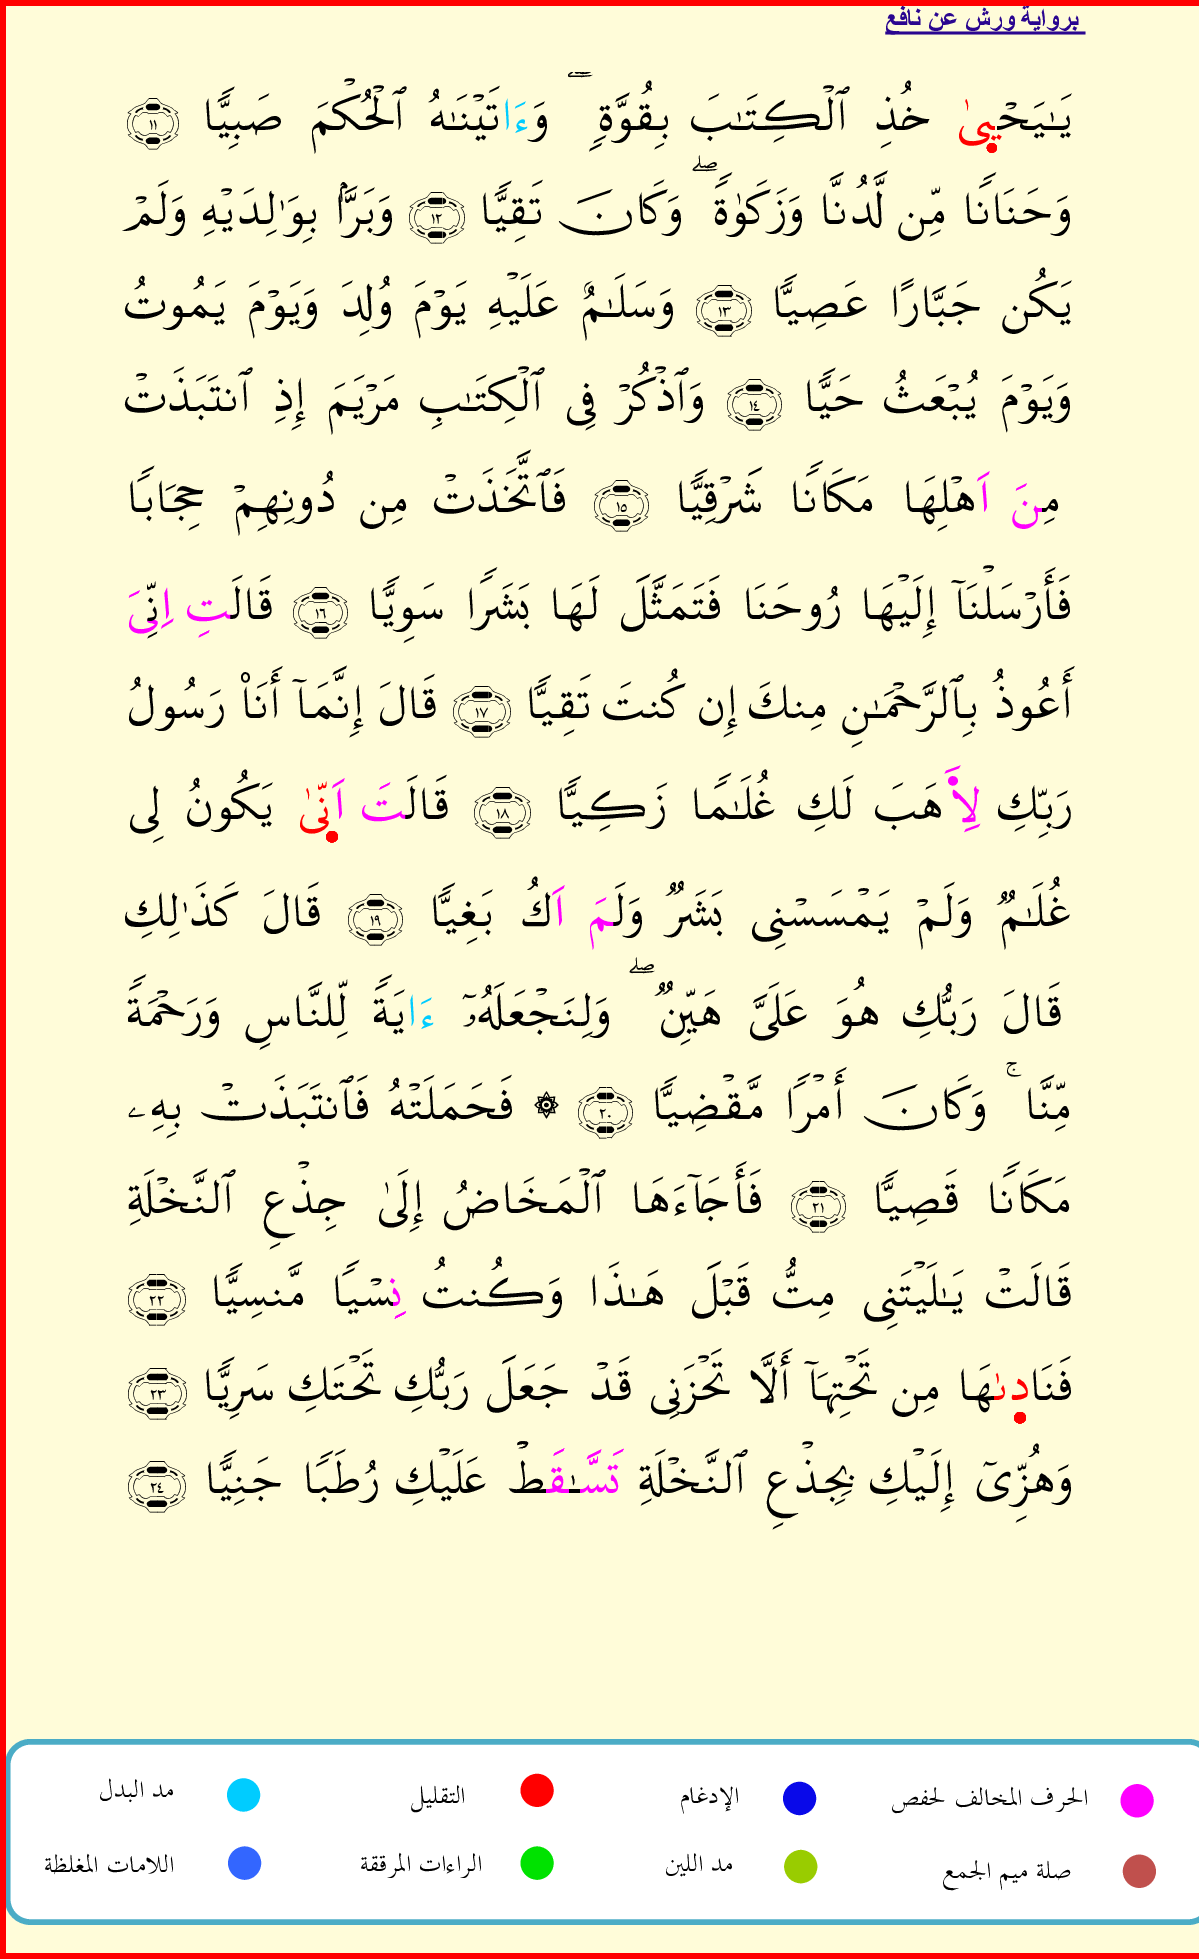 برواية ورش عن نافع
يَٰيَحْيىٰ خُذِ اِ۬لْكِتَٰبَ بِقُوَّةٖۖ وَءَاتَيْنَٰهُ اُ۬لْحُكْمَ صَبِيّٗا ١١
وَحَنَانٗا مِّن لَّدُنَّا وَزَكَوٰةٗۖ وَكَانَ تَقِيّٗا ١٢ وَبَرَّۢا بِوَٰلِدَيْهِ وَلَمْ
يَكُن جَبَّارًا عَصِيّٗا ١٣ وَسَلَٰمٌ عَلَيْهِ يَوْمَ وُلِدَ وَيَوْمَ يَمُوتُ
وَيَوْمَ يُبْعَثُ حَيّٗا ١٤ وَٱذْكُرْ فِى ٱلْكِتَٰبِ مَرْيَمَ إِذِ ٱنتَبَذَتْ
مِنَ اَهْلِهَا مَكَانٗا شَرْقِيّٗا ١٥ فَٱتَّخَذَتْ مِن دُونِهِمْ حِجَابٗا
فَأَرْسَلْنَآ إِلَيْهَا رُوحَنَا فَتَمَثَّلَ لَهَا بَشَرٗا سَوِيّٗا ١٦ قَالَتِ اِنِّىَ
أَعُوذُ بِٱلرَّحْمَٰنِ مِنكَ إِن كُنتَ تَقِيّٗا ١٧ قَالَ إِنَّمَآ أَنَا۠ رَسُولُ
رَبِّكِ لِأَهَبَ لَكِ غُلَٰمٗا زَكِيّٗا ١٨ قَالَتَ اَنّىٰ يَكُونُ لِى
غُلَٰمٞ وَلَمْ يَمْسَسْنِى بَشَرٞ وَلَمَ اَكُ بَغِيّٗا ١٩ قَالَ كَذَٰلِكِ
قَالَ رَبُّكِ هُوَ عَلَىَّ هَيِّنٞۖ وَلِنَجْعَلَهُۥٓ ءَايَةٗ لِّلنَّاسِ وَرَحْمَةٗ
مِّنَّاۚ وَكَانَ أَمْرٗا مَّقْضِيّٗا ٢٠ ۞ فَحَمَلَتْهُ فَٱنتَبَذَتْ بِهِۦ
مَكَانٗا قَصِيّٗا ٢١ فَأَجَآءَهَا ٱلْمَخَاضُ إِلَىٰ جِذْعِ ٱلنَّخْلَةِ
قَالَتْ يَٰلَيْتَنِى مِتُّ قَبْلَ هَٰذَا وَكُنتُ نِسْيٗا مَّنسِيّٗا ٢٢
فَنَادِىٰهَا مِن تَحْتِهَآ أَلَّا تَحْزَنِى قَدْ جَعَلَ رَبُّكِ تَحْتَكِ سَرِيّٗا ٢٣
وَهُزِّىٓ إِلَيْكِ بِجِذْعِ ٱلنَّخْلَةِ تَسَّٰقَطْ عَلَيْكِ رُطَبٗا جَنِيّٗا ٢٤
الحرف المخالف لحفص الإدغام التقليل مد البدل
صلة ميم الجمع مد اللين الراءات المرققة اللامات المغلظة